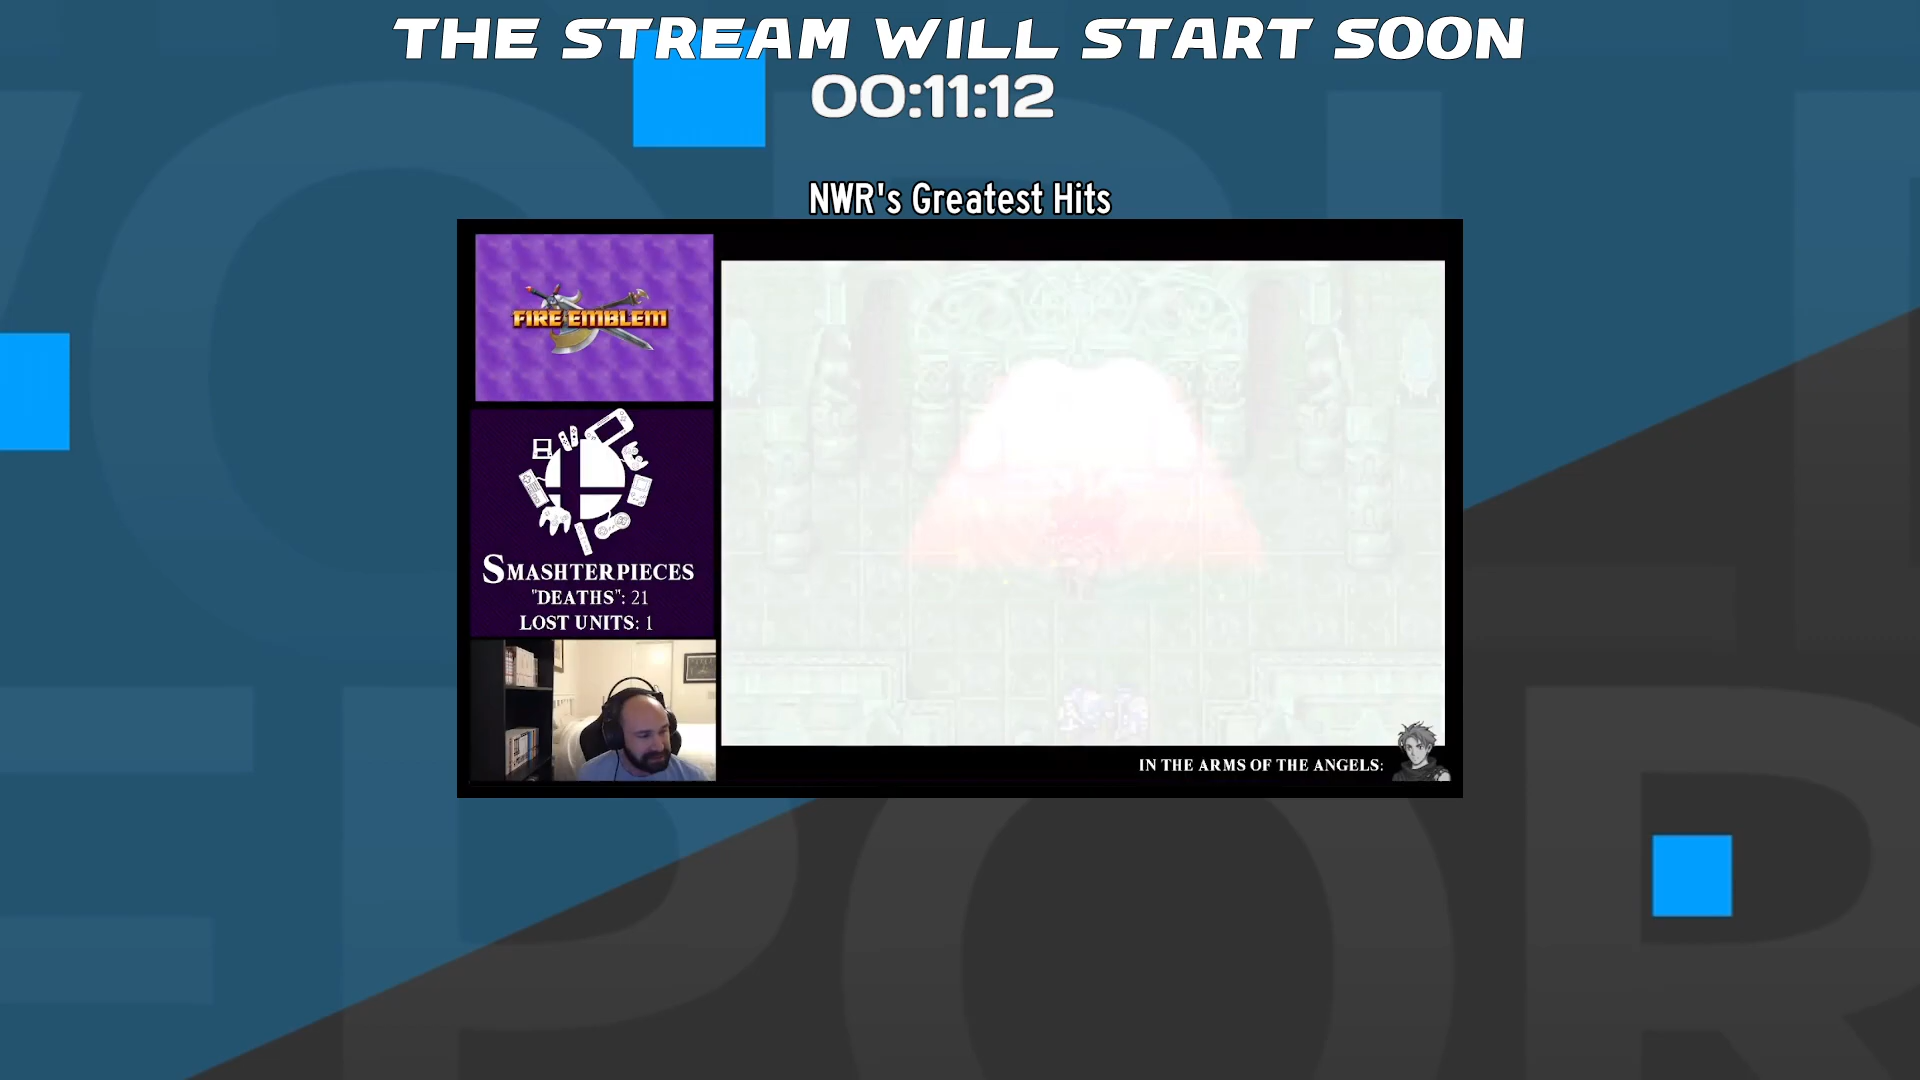 THE STREAM WILL START SOON
00:11:12
NWR's Greatest Hits
FIRE EMBLEM
SMASHTERPIECES
"DEATHS": 21
LOST UNITS: 1
IN THE ARMS OF THE ANGELS: